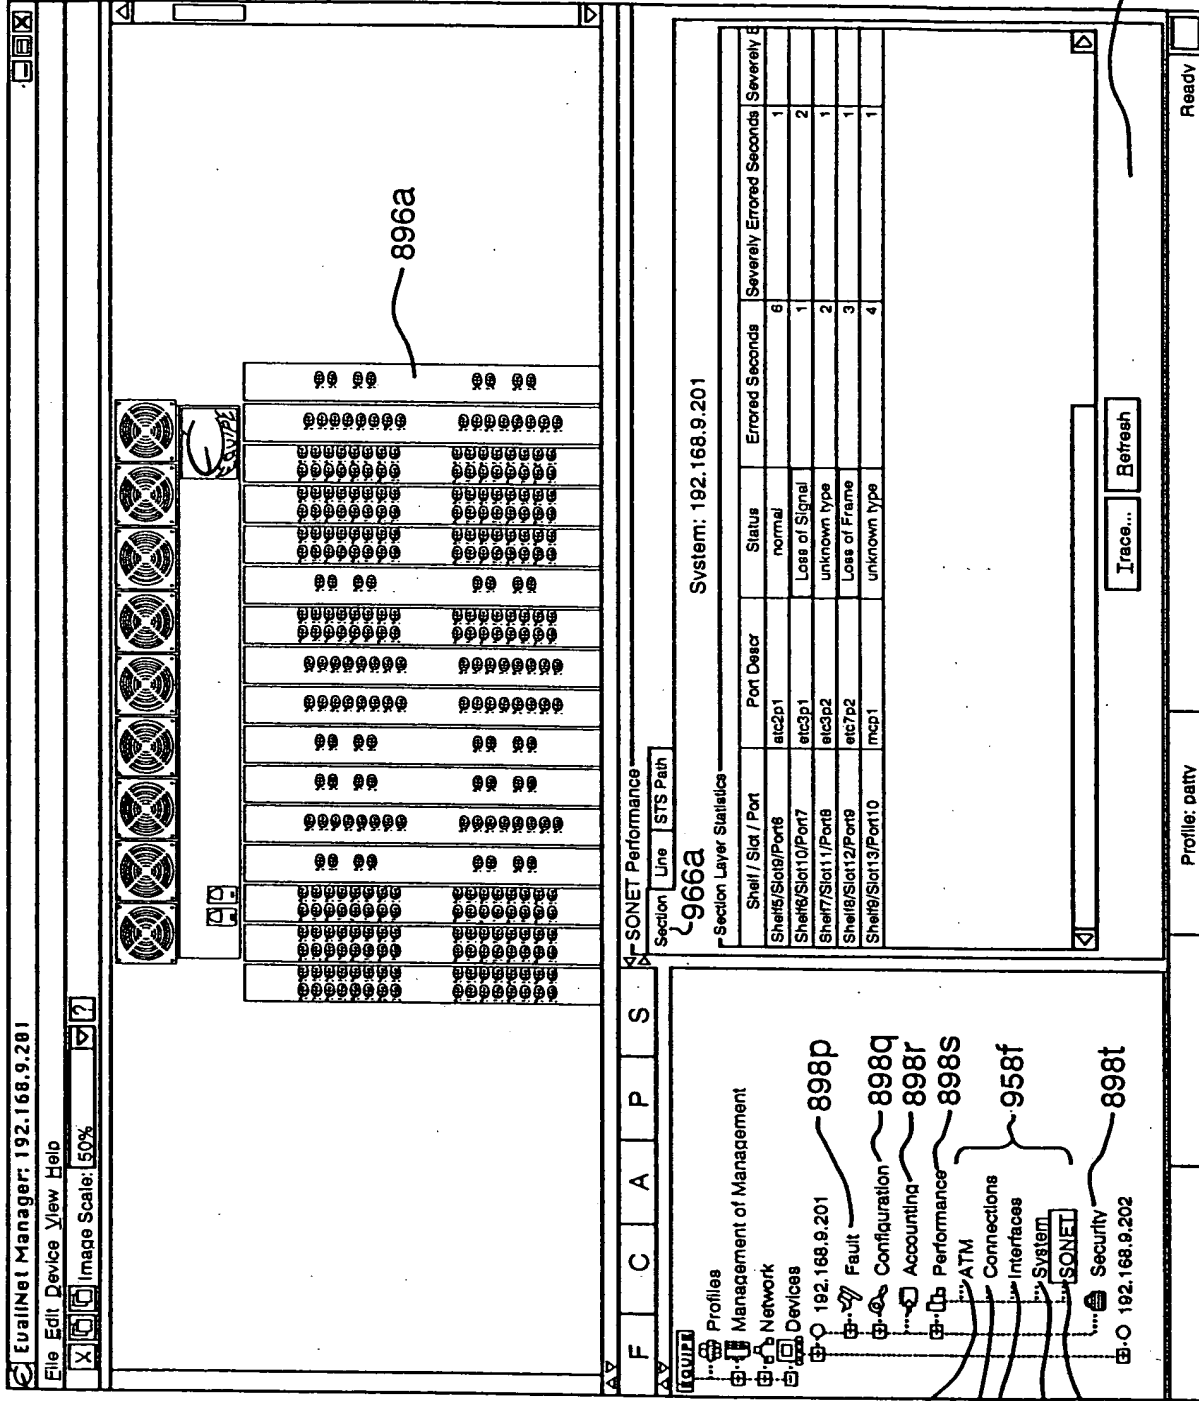 EualiNet Manager: 192.168.9.201
File Edit Device View Help
Image Scale: 50%
?
896a
F C A P S
EQUIPE
Profiles
Management of Management
Network
Devices
192.168.9.201
Fault
Configuration
Accounting
Performance
ATM
Connections
Interfaces
System
SONET
Security
192.168.9.202
898p
898q
898r
898s
958f
898t
SONET Performance
Section Line STS Path
966a
System: 192.168.9.201
Section Layer Statistics
Shelf / Slot / Port Port Descr Status Errored Seconds Severely Errored Seconds Severely E
Shelf5/Slot9/Port6 atc2p1 normal 6 1
Shelf6/Slot10/Port7 etc3p1 Loss of Signal 1 2
Shelf7/Slot11/Port8 etc3p2 unknown type 2 1
Shelf8/Slot12/Port9 etc7p2 Loss of Frame 3 1
Shelf9/Slot13/Port10 mcp1 unknown type 4 1
Trace... Refresh
Profile: patty
Ready